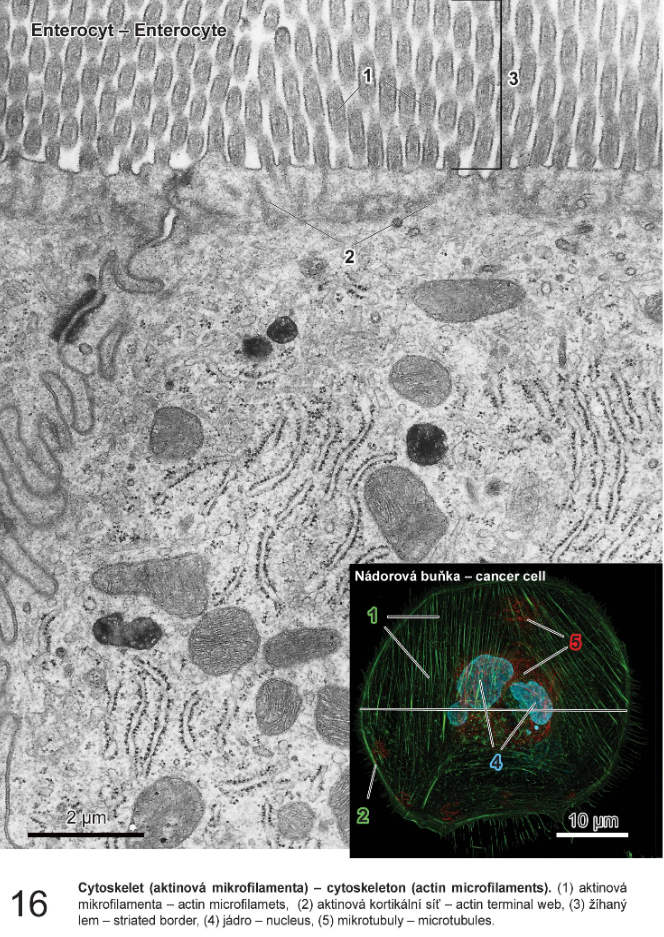 Enterocyt – Enterocyte
1
3
2
Nádorová buňka – cancer cell
1
5
4
2
2 µm
10 µm
16
Cytoskelet (aktinová mikrofilamenta) – cytoskeleton (actin microfilaments). (1) aktinová
mikrofilamenta – actin microfilamets, (2) aktinová kortikální síť – actin terminal web, (3) žíhaný
lem – striated border, (4) jádro – nucleus, (5) mikrotubuly – microtubules.